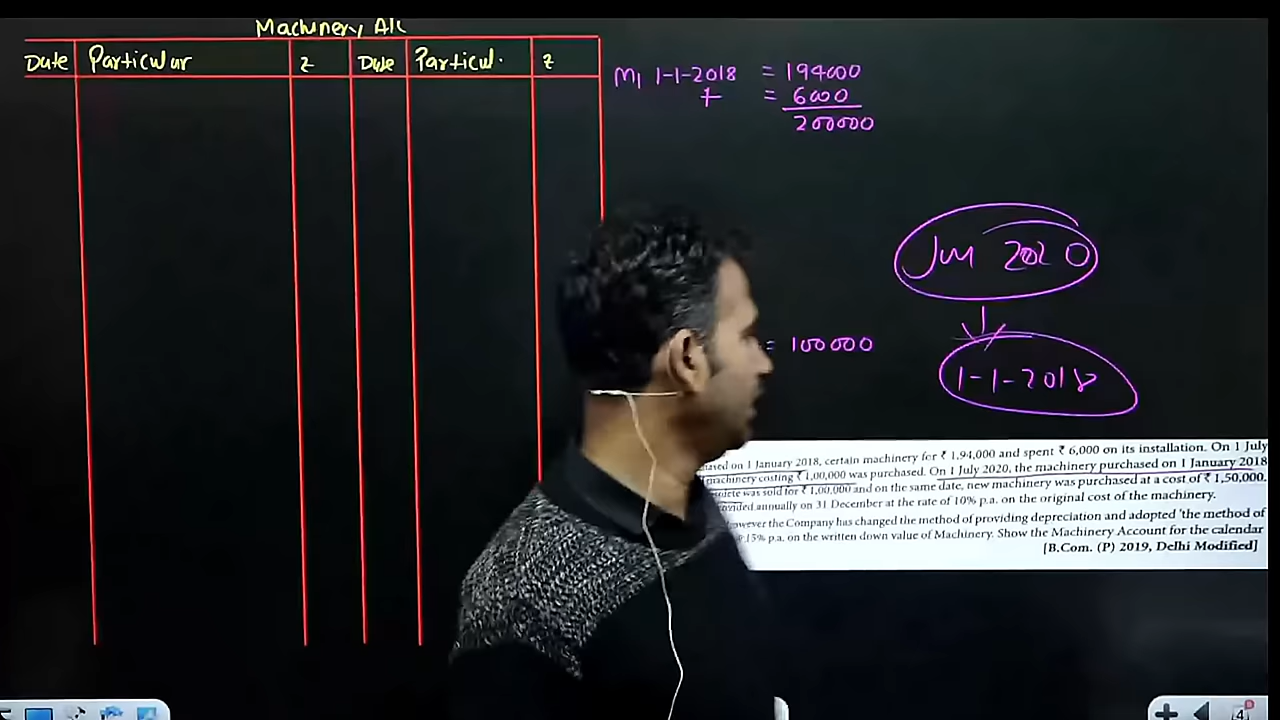 Machinery A/c
Date Particular ₹ Date Particul. ₹
M1 1-1-2018 = 194000
+ = 6000
200000
2020
= 100000
1-1-2018
on 1 January 2018, certain machinery for ₹ 1,94,000 and spent ₹ 6,000 on its installation. On 1 July
machinery costing ₹ 1,00,000 was purchased. On 1 July 2020, the machinery purchased on 1 January 2018
was sold for ₹ 1,00,000 and on the same date, new machinery was purchased at a cost of ₹ 1,50,000.
annually on 31 December at the rate of 10% p.a. on the original cost of the machinery.
the Company has changed the method of providing depreciation and adopted 'the method of
15% p.a. on the written down value of Machinery. Show the Machinery Account for the calendar
[B.Com. (P) 2019, Delhi Modified]